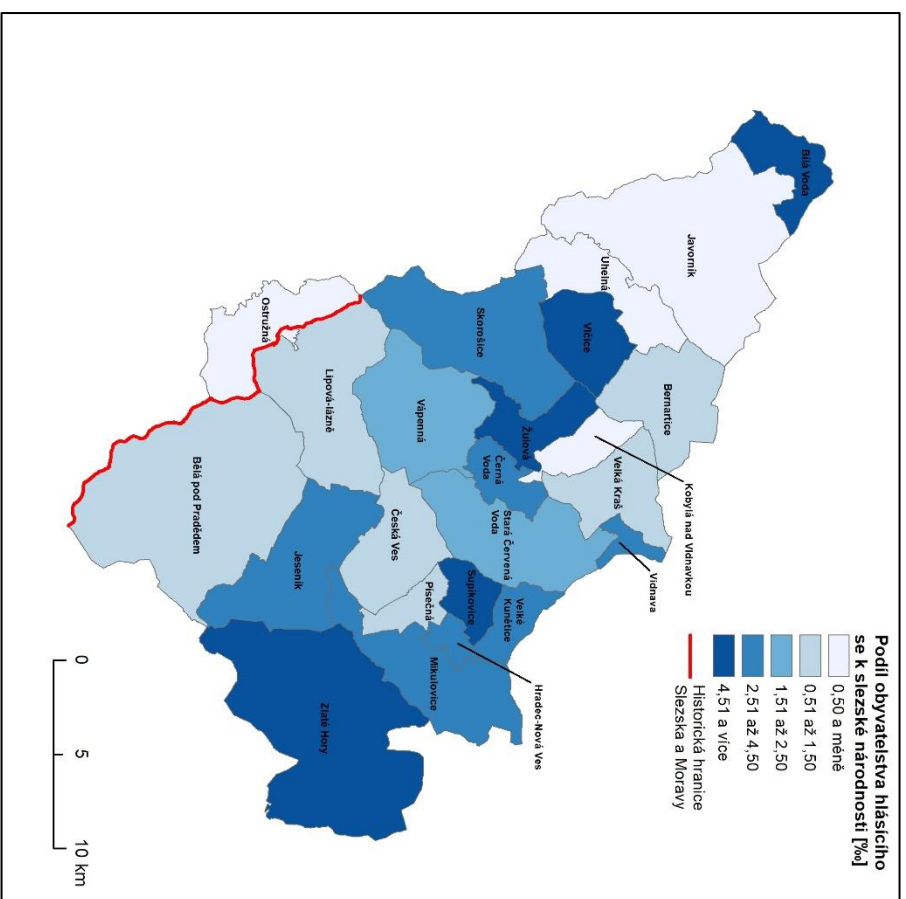 Podíl obyvatelstva hlásícího
se k slezské národnosti [‰]
0,50 a méně
0,51 až 1,50
1,51 až 2,50
2,51 až 4,50
4,51 a více
Historická hranice
Slezska a Moravy
Bílá Voda
Javorník
Uhelná
Vlčice
Bernartice
Kobylá nad Vidnavkou
Velká Kraš
Vidnava
Skorošice
Žulová
Černá
Voda
Stará Červená
Voda
Vápenná
Velké
Kunětice
Supíkovice
Hradec-Nová Ves
Písečná
Mikulovice
Česká Ves
Lipová-lázně
Ostružná
Jeseník
Zlaté Hory
Bělá pod Pradědem
0
5
10 km